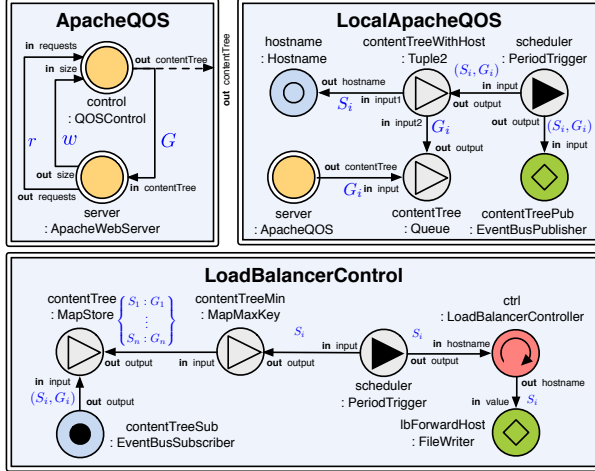 ApacheQOS
in requests
in size
out contentTree
control
: QOSControl
r
w
G
out size
out requests
in contentTree
server
: ApacheWebServer
out contentTree
LocalApacheQOS
hostname
: Hostname
contentTreeWithHost
: Tuple2
scheduler
: PeriodTrigger
out hostname
S_i
in input1
(S_i, G_i)
in input
out output
out output
in input2
G_i
(S_i, G_i)
in input
out output
out contentTree
G_i
in input
server
: ApacheQOS
contentTree
: Queue
contentTreePub
: EventBusPublisher
LoadBalancerControl
contentTree
: MapStore
{ S_1 : G_1
⋮
S_n : G_n }
contentTreeMin
: MapMaxKey
ctrl
: LoadBalancerController
S_i
S_i
in input
out output
in input
out output
out output
in hostname
in input
(S_i, G_i)
out output
scheduler
: PeriodTrigger
out hostname
in value
S_i
contentTreeSub
: EventBusSubscriber
lbForwardHost
: FileWriter